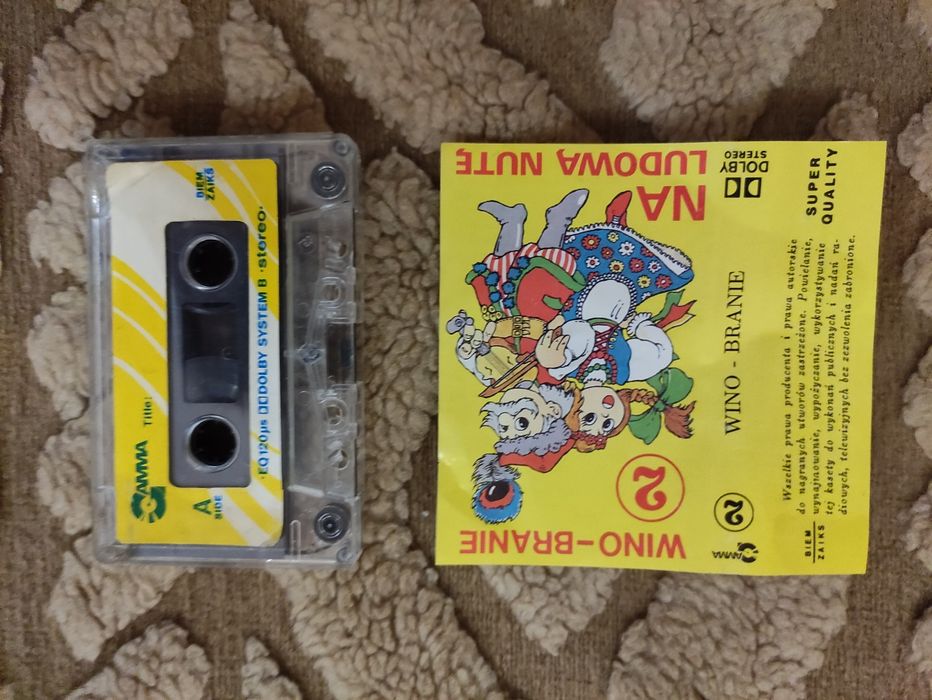 GAMMA
Title:
A
SIDE
BIEM
ZAIKS
·EQ120µs DOLBY SYSTEM B ·stereo·
NA
LUDOWĄ NUTĘ
DOLBY
STEREO
2
WINO-BRANIE
GAMMA
2
WINO - BRANIE
BIEM
ZAIKS
Wszelkie prawa producenta i prawa autorskie
do nagranych utworów zastrzeżone. Powielanie,
wynajmowanie, wypożyczanie, wykorzystywanie
tej kasety do wykonań publicznych i nadań ra-
diowych, telewizyjnych bez zezwolenia zabronione.
SUPER
QUALITY